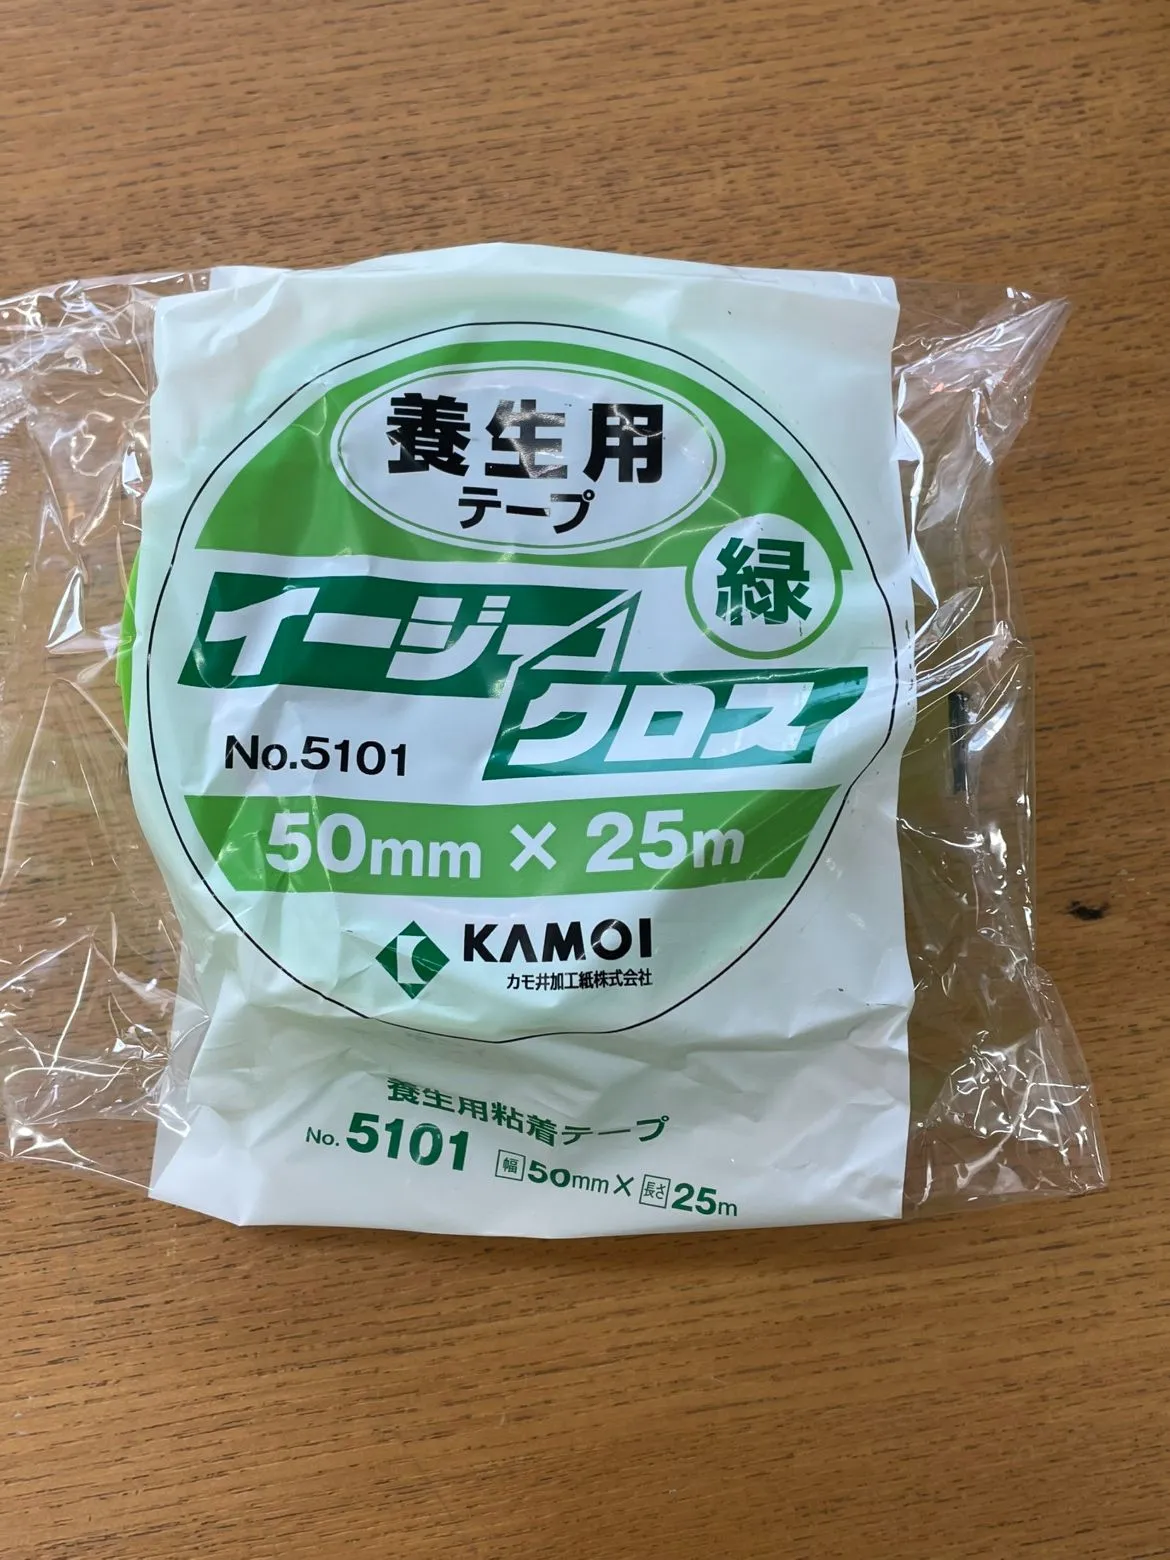 養生用
テープ
緑
イージー
クロス
No.5101
50mm × 25m
KAMOI
カモ井加工紙株式会社
養生用粘着テープ
No. 5101 幅 50mm × 長さ 25m